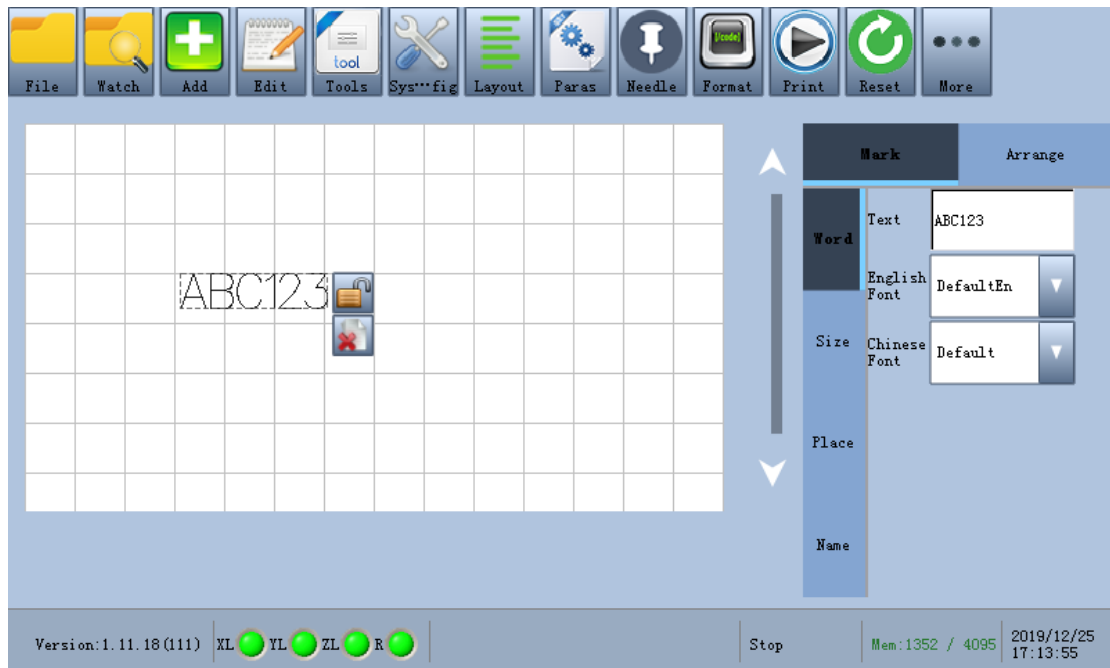 File Watch Add Edit tool Tools Sys···fig Layout Paras Needle [/code] Format Print Reset More
Mark Arrange
Word
Text ABC123
English Font DefaultEn
Chinese Font Default
Size
Place
Name
ABC123
Version:1.11.18(111) XL YL ZL R Stop Mem:1352 / 4095 2019/12/25
17:13:55